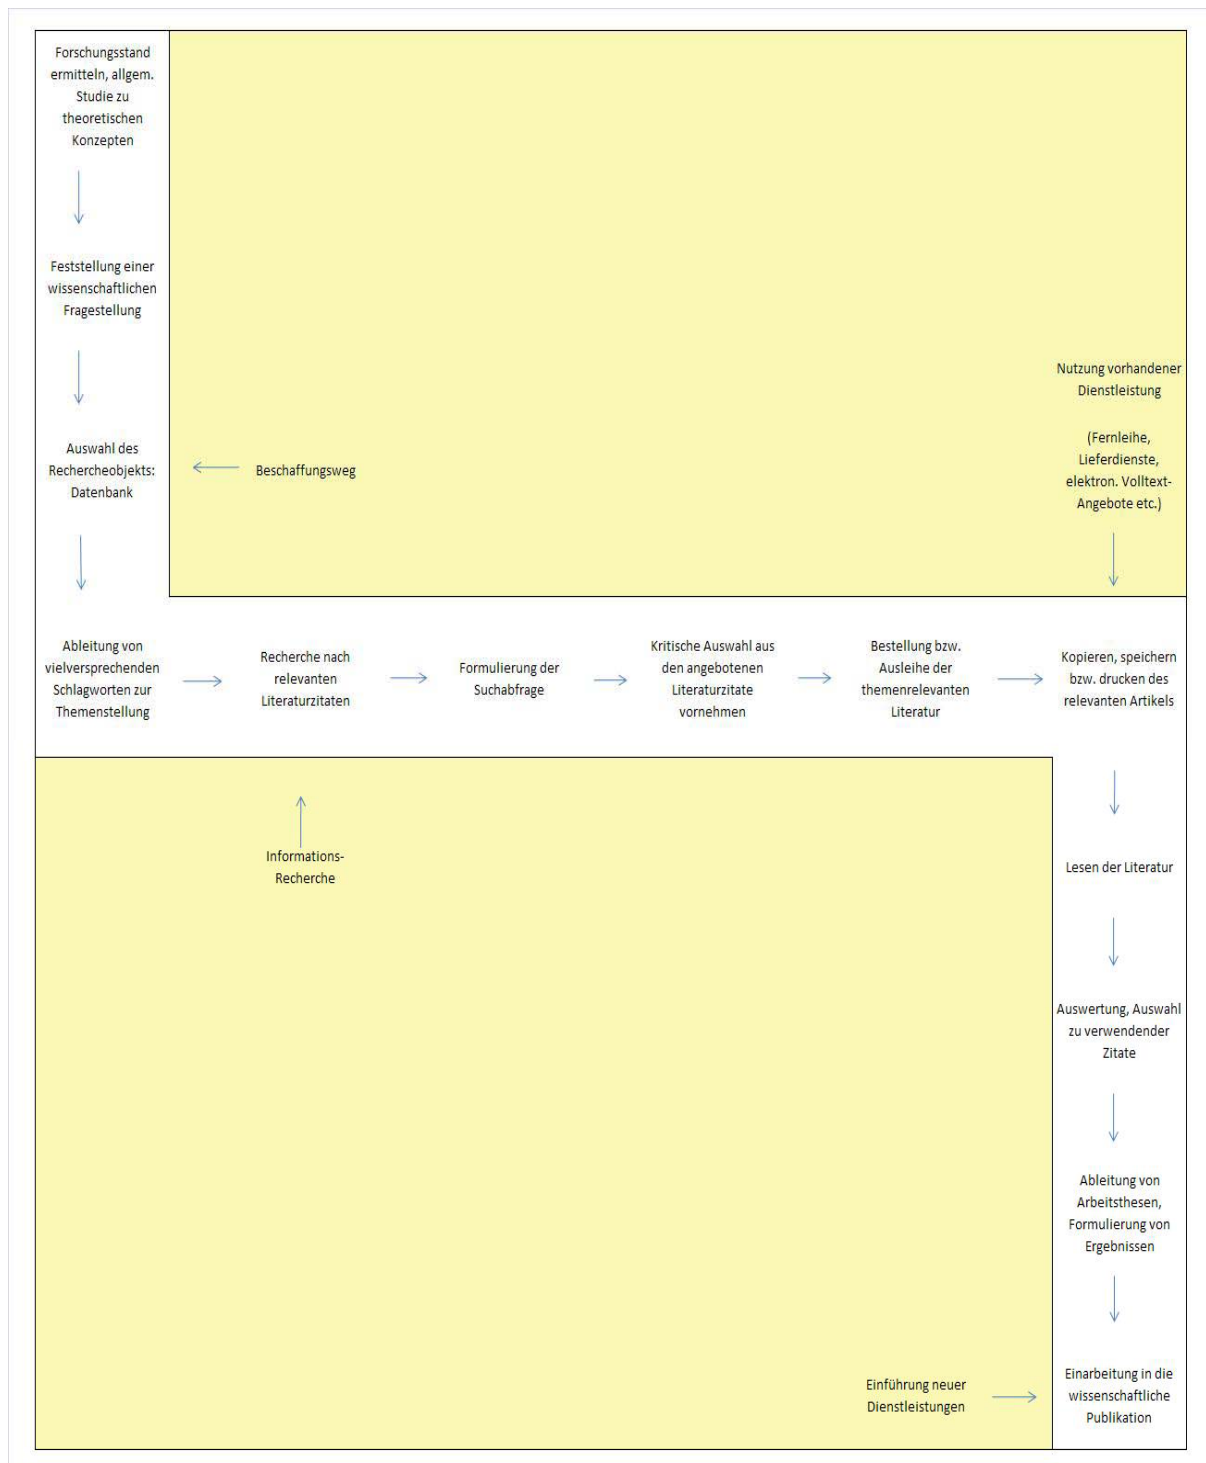 Forschungsstand
ermitteln, allgem.
Studie zu
theoretischen
Konzepten
Feststellung einer
wissenschaftlichen
Fragestellung
Auswahl des
Rechercheobjekts:
Datenbank
Beschaffungsweg
Nutzung vorhandener
Dienstleistung
(Fernleihe,
Lieferdienste,
elektron. Volltext-
Angebote etc.)
Ableitung von
vielversprechenden
Schlagworten zur
Themenstellung
Recherche nach
relevanten
Literaturzitaten
Formulierung der
Suchabfrage
Kritische Auswahl aus
den angebotenen
Literaturzitate
vornehmen
Bestellung bzw.
Ausleihe der
themenrelevanten
Literatur
Kopieren, speichern
bzw. drucken des
relevanten Artikels
Informations-
Recherche
Lesen der Literatur
Auswertung, Auswahl
zu verwendender
Zitate
Ableitung von
Arbeitsthesen,
Formulierung von
Ergebnissen
Einführung neuer
Dienstleistungen
Einarbeitung in die
wissenschaftliche
Publikation